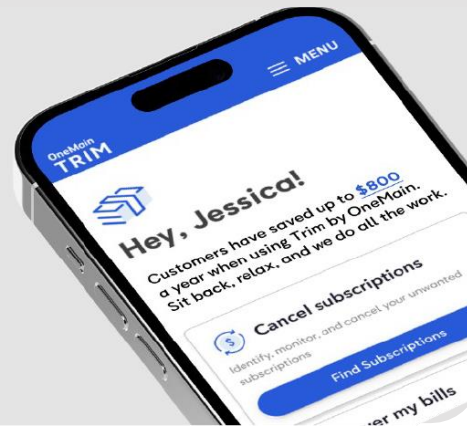 OneMain
TRIM
MENU
Hey, Jessica!
Customers have saved up to $800
a year when using Trim by OneMain.
Sit back, relax, and we do all the work.
Cancel subscriptions
Identify, monitor, and cancel your unwanted
subscriptions
Find Subscriptions
my bills